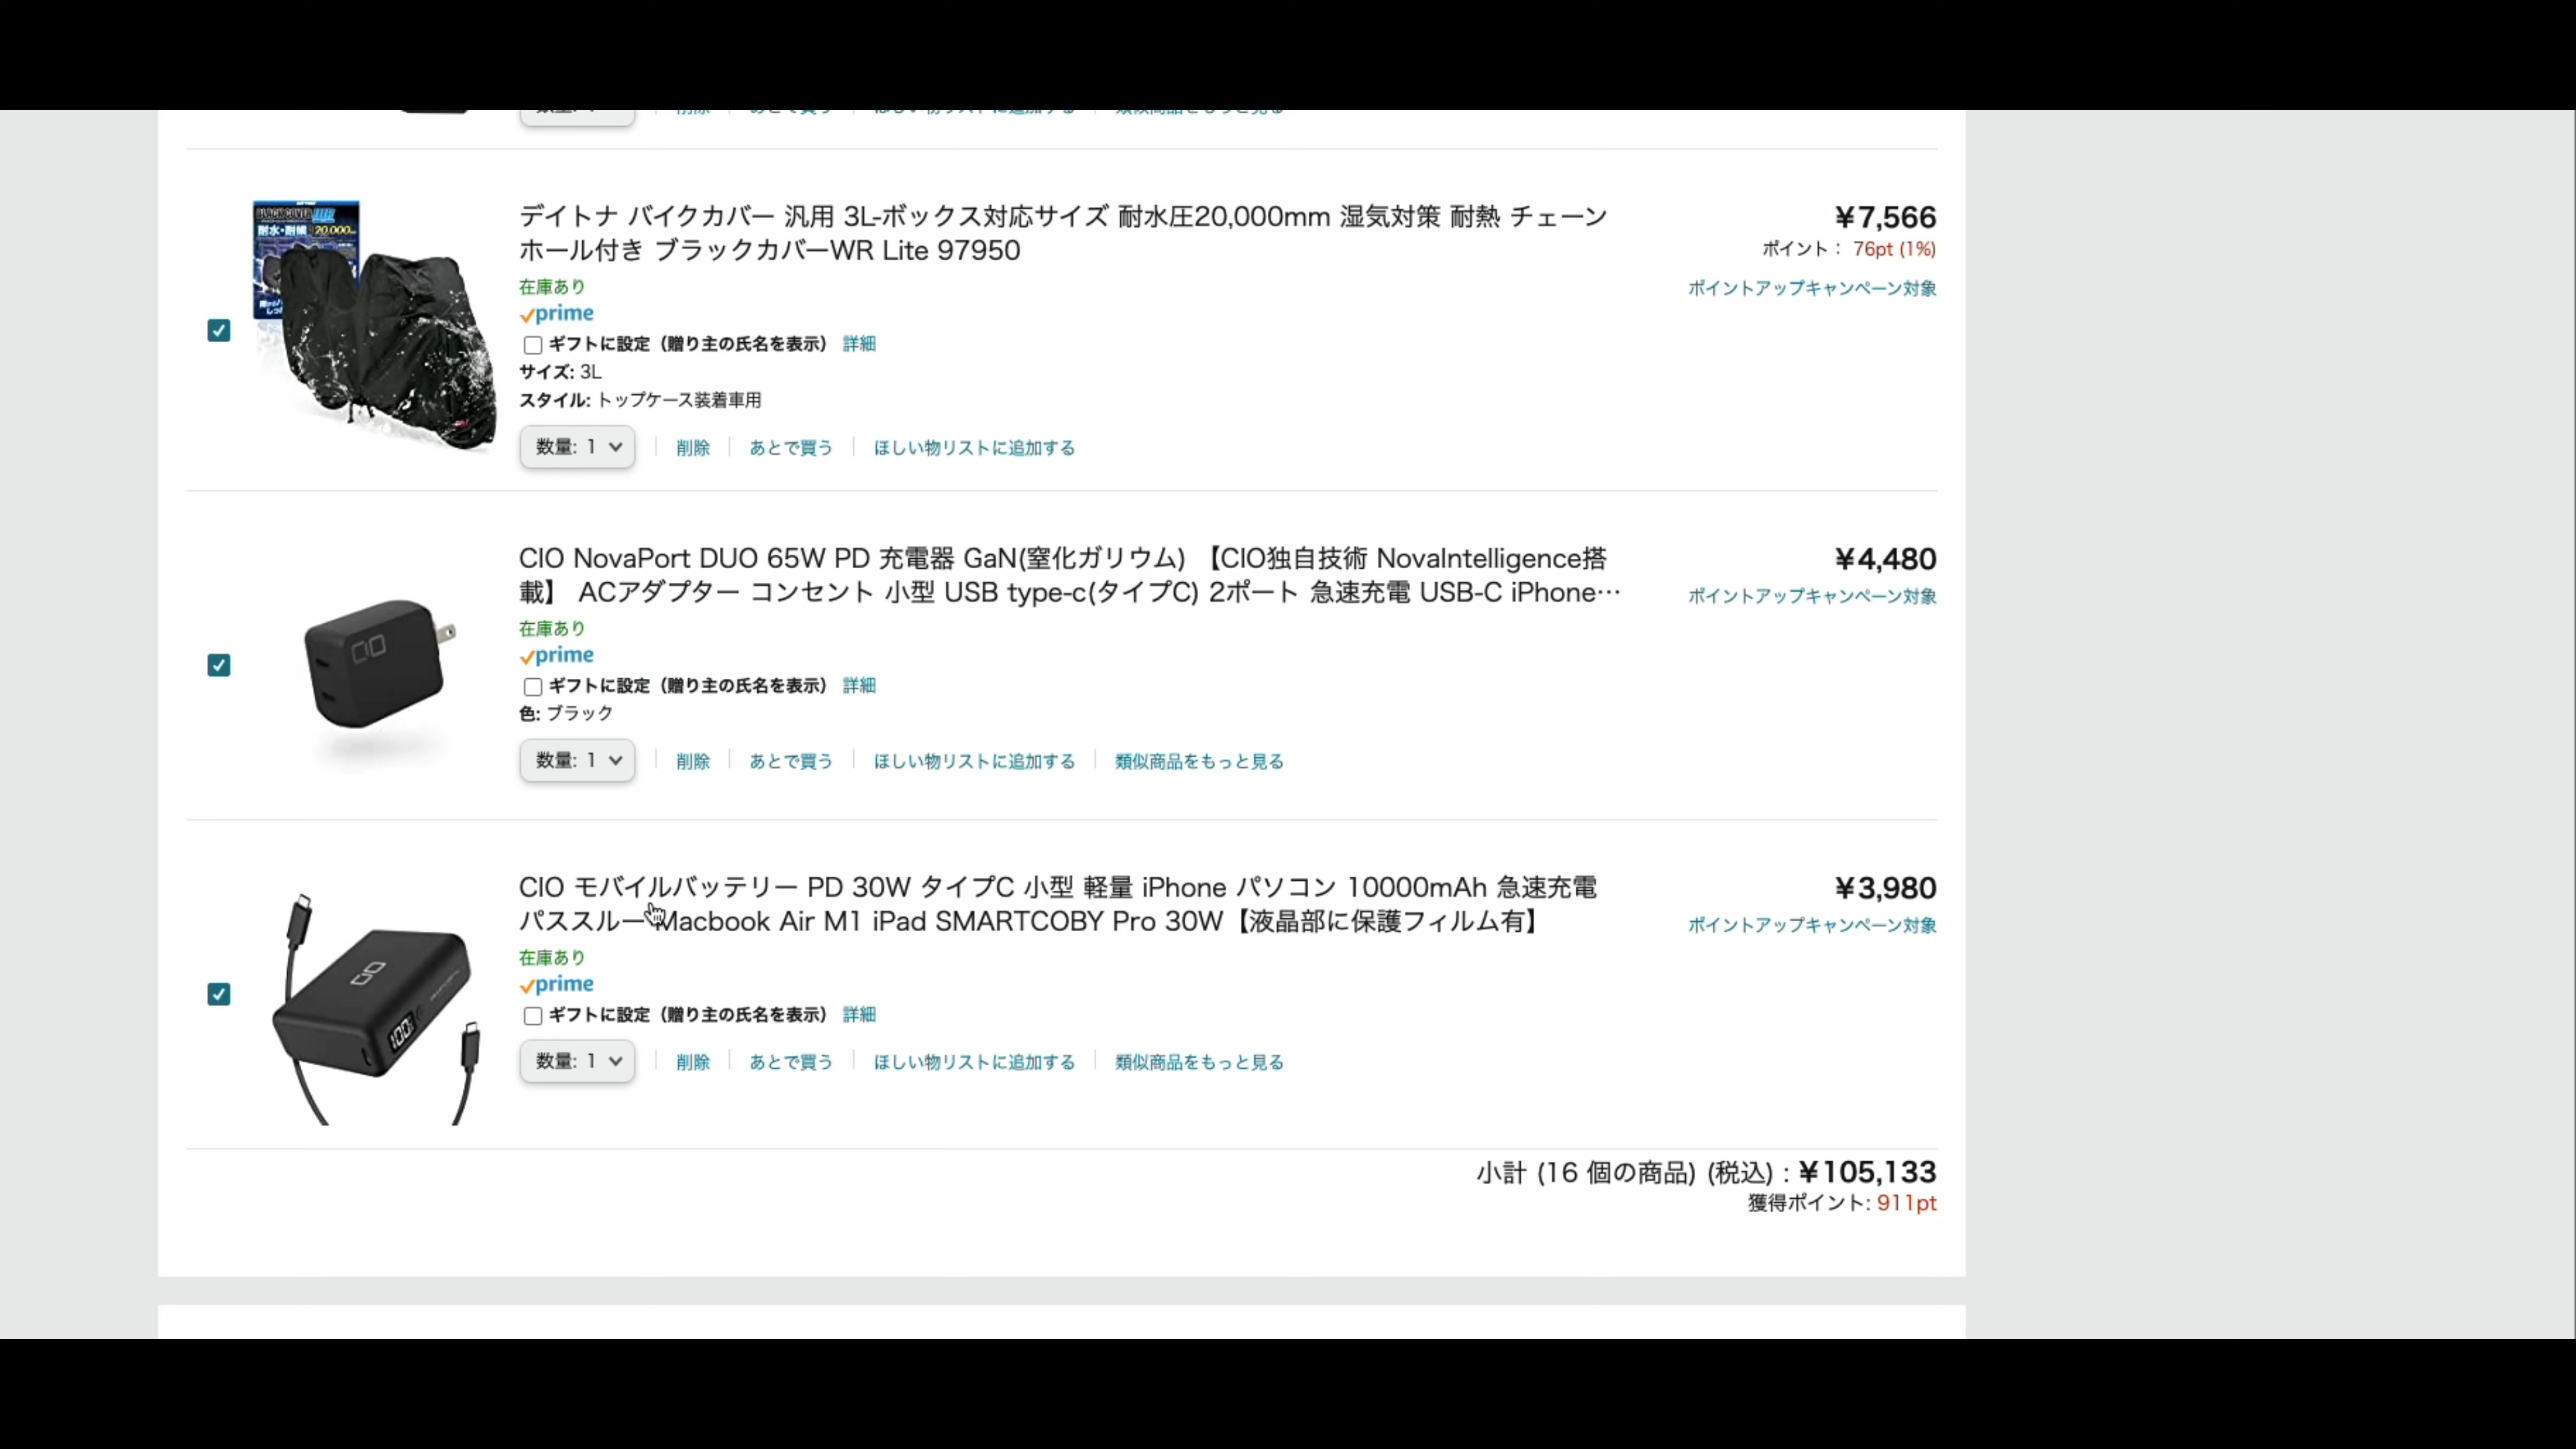 デイトナ バイクカバー 汎用 3L-ボックス対応サイズ 耐水圧20,000mm 湿気対策 耐熱 チェーン
ホール付き ブラックカバーWR Lite 97950
¥7,566
ポイント： 76pt (1%)
ポイントアップキャンペーン対象
在庫あり
prime
ギフトに設定（贈り主の氏名を表示） 詳細
サイズ: 3L
スタイル: トップケース装着車用
数量: 1 削除 あとで買う ほしい物リストに追加する
CIO NovaPort DUO 65W PD 充電器 GaN(窒化ガリウム) 【CIO独自技術 NovaIntelligence搭
載】 ACアダプター コンセント 小型 USB type-c(タイプC) 2ポート 急速充電 USB-C iPhone…
¥4,480
ポイントアップキャンペーン対象
在庫あり
prime
ギフトに設定（贈り主の氏名を表示） 詳細
色: ブラック
数量: 1 削除 あとで買う ほしい物リストに追加する 類似商品をもっと見る
CIO モバイルバッテリー PD 30W タイプC 小型 軽量 iPhone パソコン 10000mAh 急速充電
パススルー Macbook Air M1 iPad SMARTCOBY Pro 30W【液晶部に保護フィルム有】
¥3,980
ポイントアップキャンペーン対象
在庫あり
prime
ギフトに設定（贈り主の氏名を表示） 詳細
数量: 1 削除 あとで買う ほしい物リストに追加する 類似商品をもっと見る
小計 (16 個の商品) (税込) : ¥105,133
獲得ポイント: 911pt